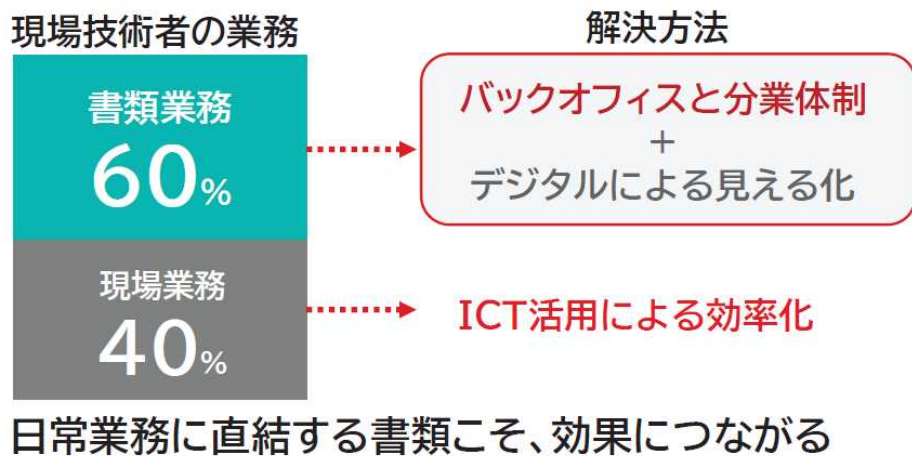 現場技術者の業務
書類業務
60%
現場業務
40%
解決方法
バックオフィスと分業体制
+
デジタルによる見える化
ICT活用による効率化
日常業務に直結する書類こそ、効果につながる